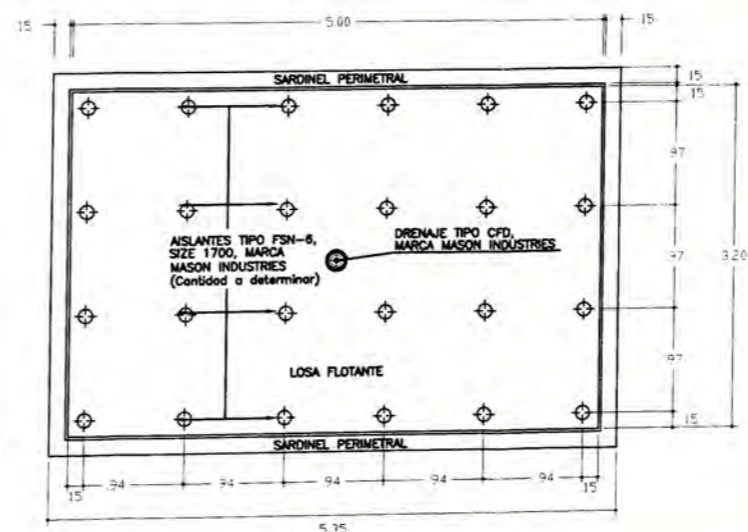 15
5.00
15
SARDINEL PERIMETRAL
15
15
.97
AISLANTES TIPO FSN-6,
SIZE 1700, MARCA
MASON INDUSTRIES
(Cantidad a determinar)
DRENAJE TIPO CFD,
MARCA MASON INDUSTRIES
.97
3.20
.97
LOSA FLOTANTE
15
SARDINEL PERIMETRAL
15
.94
.94
.94
.94
.94
15
5.35